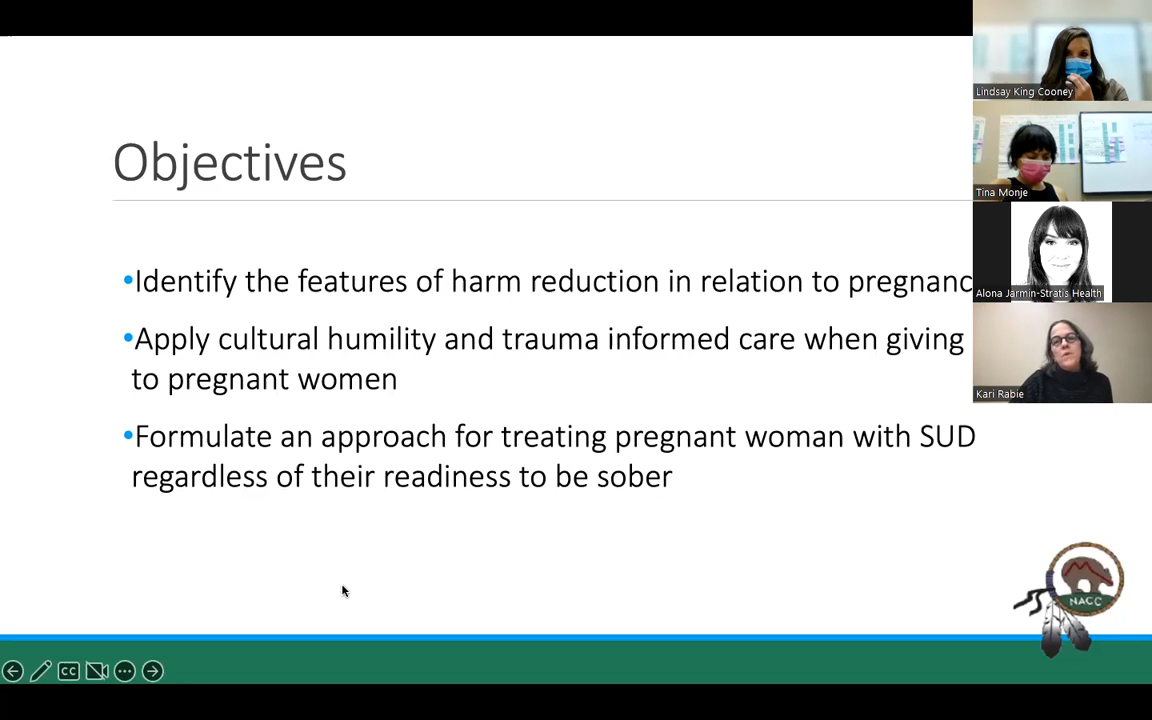 Objectives
•Identify the features of harm reduction in relation to pregnanc
•Apply cultural humility and trauma informed care when giving
to pregnant women
•Formulate an approach for treating pregnant woman with SUD
regardless of their readiness to be sober
Lindsay King Cooney
Tina Monje
Alona Jarmin-Stratis Health
Kari Rabie
NACC
CC